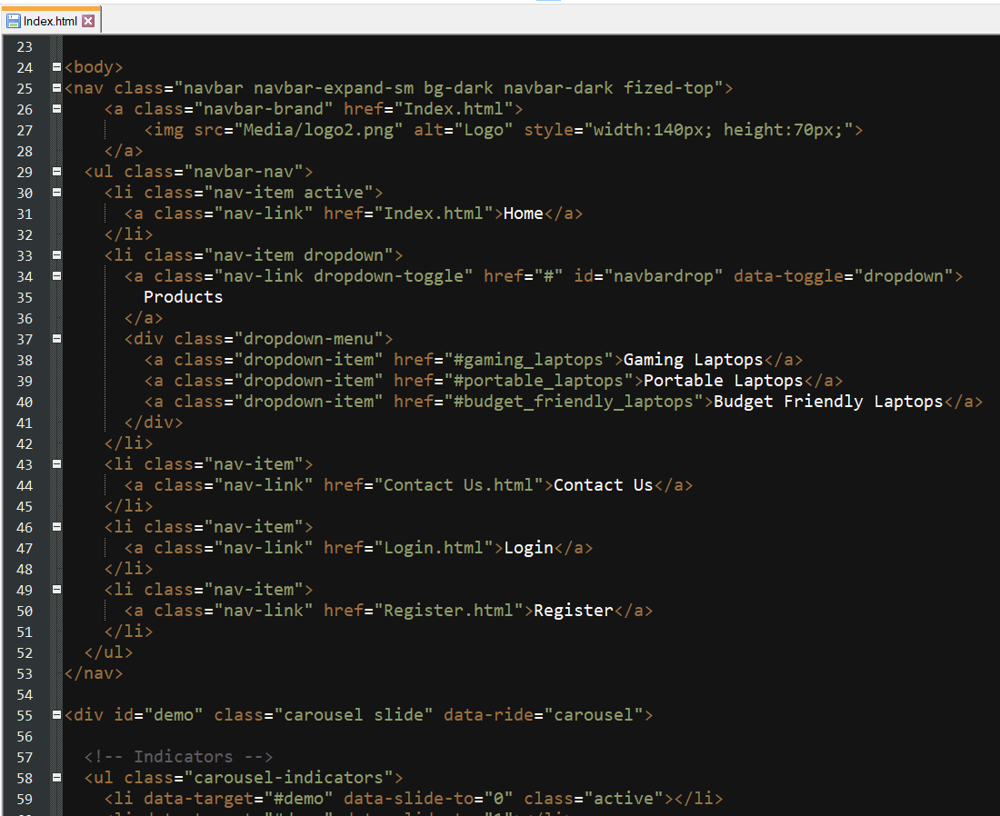 Index.html
23
24 <body>
25 <nav class="navbar navbar-expand-sm bg-dark navbar-dark fized-top">
26 <a class="navbar-brand" href="Index.html">
27 <img src="Media/logo2.png" alt="Logo" style="width:140px; height:70px;">
28 </a>
29 <ul class="navbar-nav">
30 <li class="nav-item active">
31 <a class="nav-link" href="Index.html">Home</a>
32 </li>
33 <li class="nav-item dropdown">
34 <a class="nav-link dropdown-toggle" href="#" id="navbardrop" data-toggle="dropdown">
35 Products
36 </a>
37 <div class="dropdown-menu">
38 <a class="dropdown-item" href="#gaming_laptops">Gaming Laptops</a>
39 <a class="dropdown-item" href="#portable_laptops">Portable Laptops</a>
40 <a class="dropdown-item" href="#budget_friendly_laptops">Budget Friendly Laptops</a>
41 </div>
42 </li>
43 <li class="nav-item">
44 <a class="nav-link" href="Contact Us.html">Contact Us</a>
45 </li>
46 <li class="nav-item">
47 <a class="nav-link" href="Login.html">Login</a>
48 </li>
49 <li class="nav-item">
50 <a class="nav-link" href="Register.html">Register</a>
51 </li>
52 </ul>
53 </nav>
54
55 <div id="demo" class="carousel slide" data-ride="carousel">
56
57 <!-- Indicators -->
58 <ul class="carousel-indicators">
59 <li data-target="#demo" data-slide-to="0" class="active"></li>